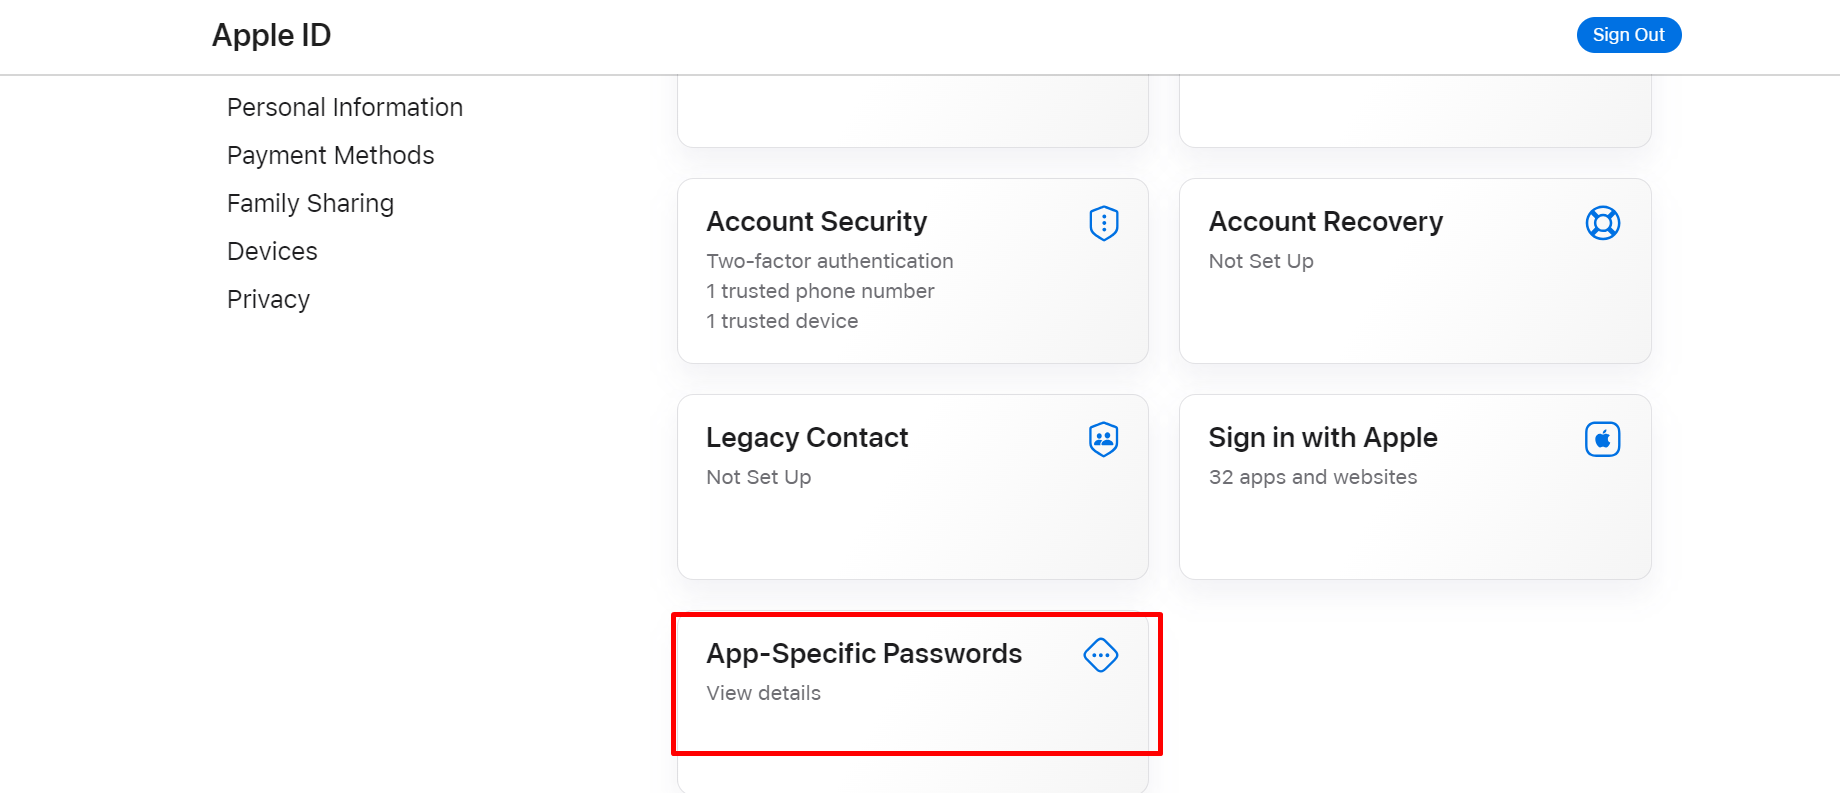 Apple ID
Sign Out
Personal Information
Payment Methods
Family Sharing
Devices
Privacy
Account Security
Two-factor authentication
1 trusted phone number
1 trusted device
Account Recovery
Not Set Up
Legacy Contact
Not Set Up
Sign in with Apple
32 apps and websites
App-Specific Passwords
View details